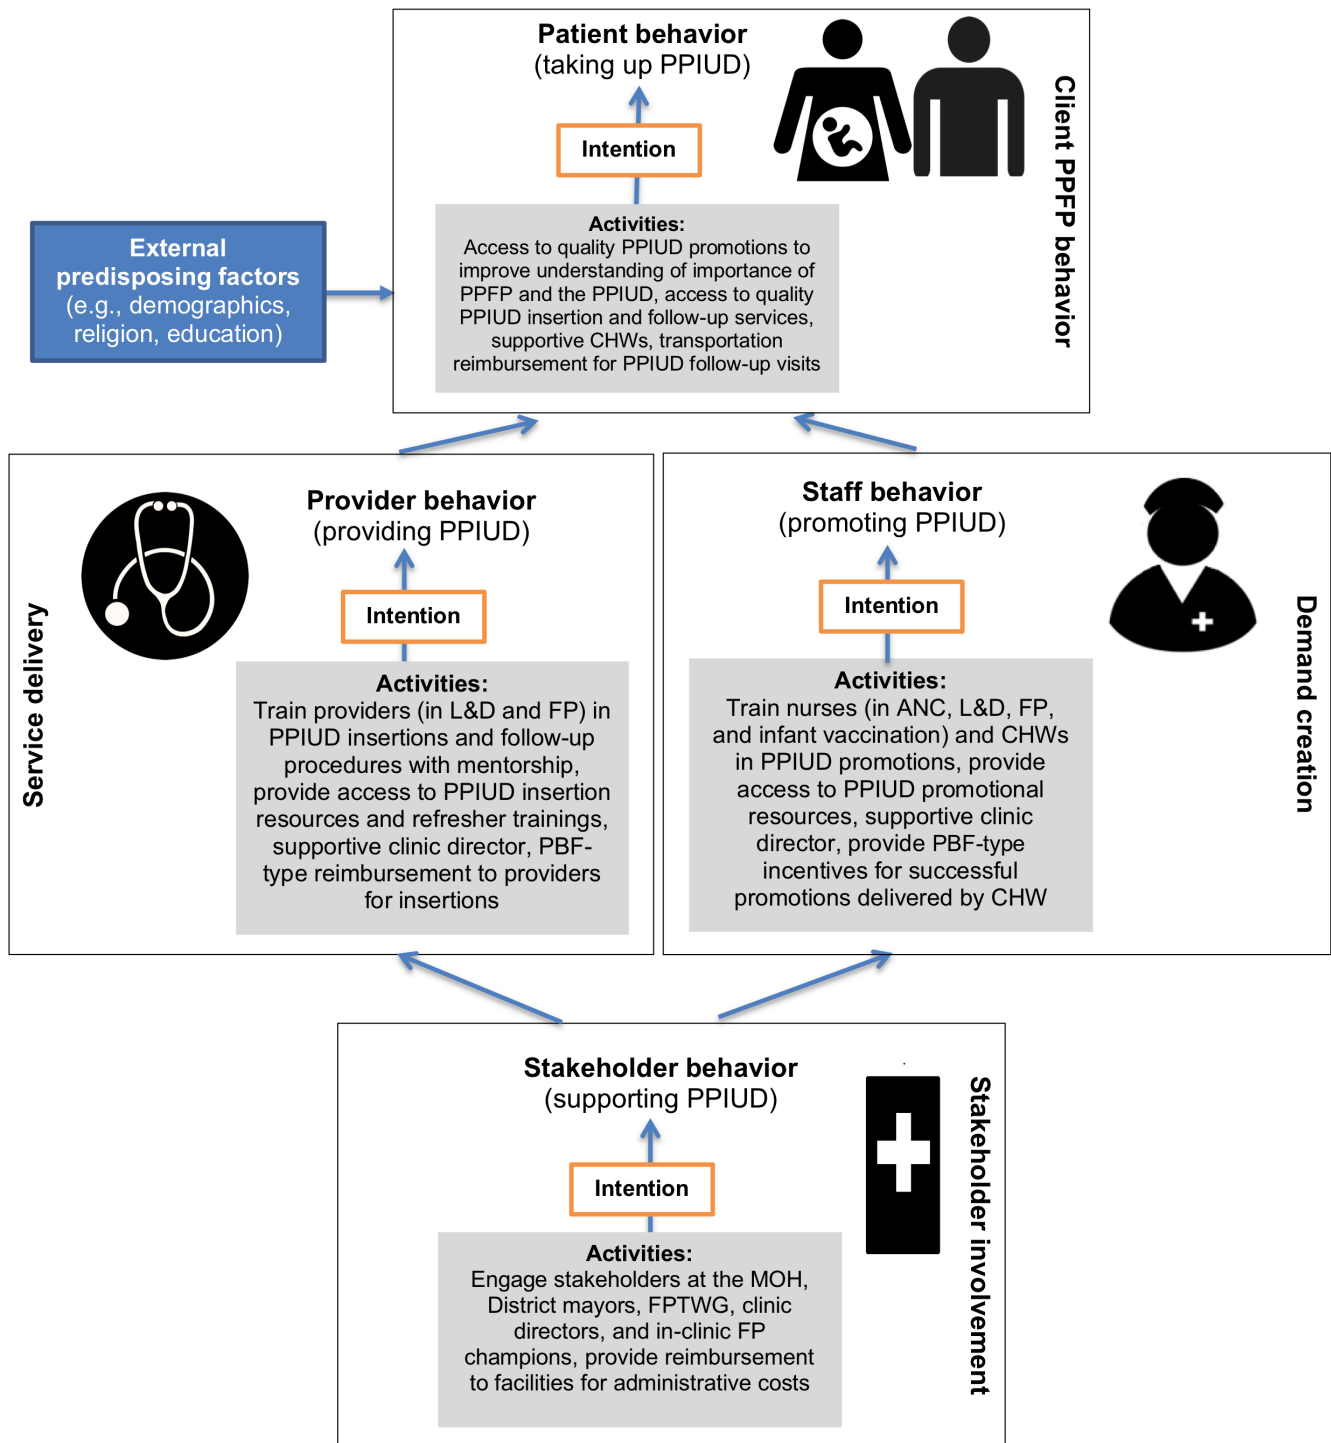 Patient behavior
(taking up PPIUD)
Intention
Activities:
Access to quality PPIUD promotions to
improve understanding of importance of
PPFP and the PPIUD, access to quality
PPIUD insertion and follow-up services,
supportive CHWs, transportation
reimbursement for PPIUD follow-up visits
Client PPFP behavior
External
predisposing factors
(e.g., demographics,
religion, education)
Service delivery
Provider behavior
(providing PPIUD)
Intention
Activities:
Train providers (in L&D and FP) in
PPIUD insertions and follow-up
procedures with mentorship,
provide access to PPIUD insertion
resources and refresher trainings,
supportive clinic director, PBF-
type reimbursement to providers
for insertions
Staff behavior
(promoting PPIUD)
Intention
Activities:
Train nurses (in ANC, L&D, FP,
and infant vaccination) and CHWs
in PPIUD promotions, provide
access to PPIUD promotional
resources, supportive clinic
director, provide PBF-type
incentives for successful
promotions delivered by CHW
Demand creation
Stakeholder behavior
(supporting PPIUD)
Intention
Activities:
Engage stakeholders at the MOH,
District mayors, FPTWG, clinic
directors, and in-clinic FP
champions, provide reimbursement
to facilities for administrative costs
Stakeholder involvement